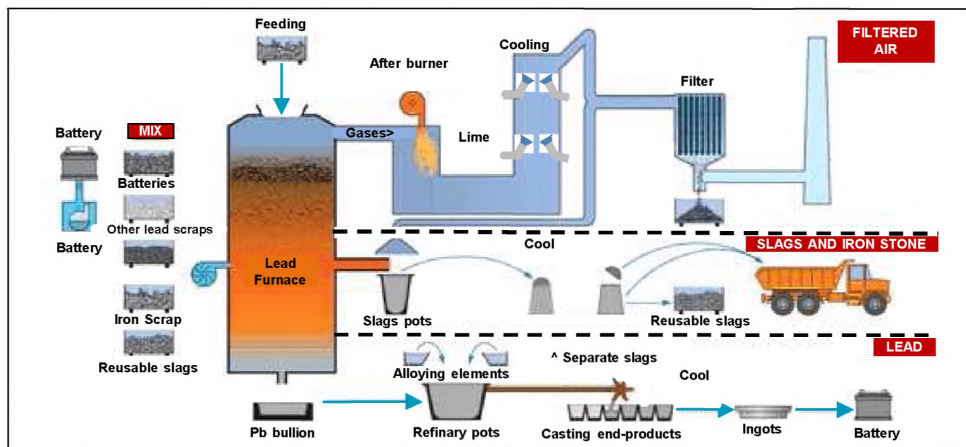 Feeding
FILTERED
AIR
Cooling
After burner
Filter
Battery
MIX
Gases>
Lime
Batteries
Other lead scraps
Battery
Cool
SLAGS AND IRON STONE
Lead
Furnace
Iron Scrap
Slags pots
Reusable slags
Reusable slags
LEAD
^ Separate slags
Alloying elements
Cool
Pb bullion
Refinary pots
Casting end-products
Ingots
Battery